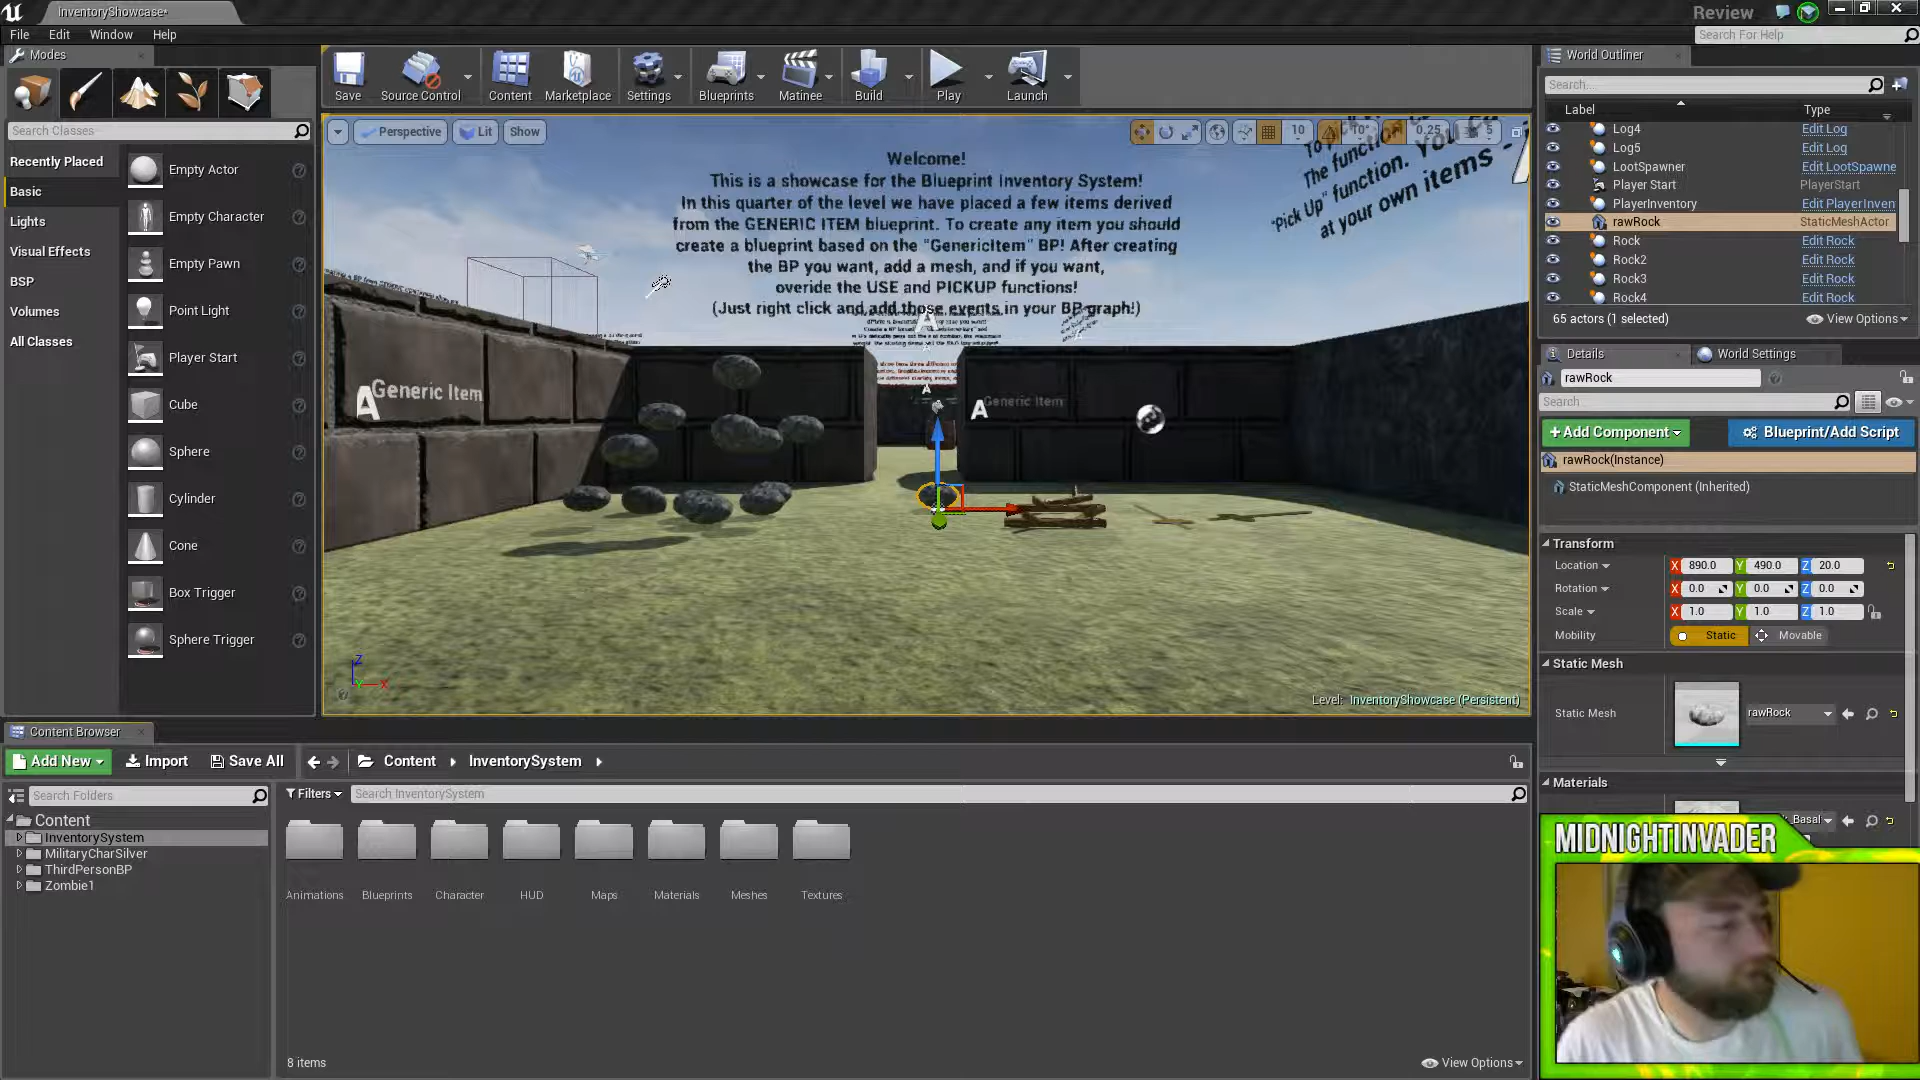 InventoryShowcase*
Review
File Edit Window Help
Search For Help
Modes
Search Classes
Recently Placed
Basic
Lights
Visual Effects
BSP
Volumes
All Classes
Empty Actor
Empty Character
Empty Pawn
Point Light
Player Start
Cube
Sphere
Cylinder
Cone
Box Trigger
Sphere Trigger
Save
Source Control
Content
Marketplace
Settings
Blueprints
Matinee
Build
Play
Launch
Perspective Lit Show
10 10° 0.25 5
Welcome!
This is a showcase for the Blueprint Inventory System!
In this quarter of the level we have placed a few items derived
from the GENERIC ITEM blueprint. To create any item you should
create a blueprint based on the "GenericItem" BP! After creating
the BP you want, add a mesh, and if you want,
overide the USE and PICKUP functions!
(Just right click and add those events in your BP graph!)
The function.
"Pick Up" function.
at your own items -
A Generic Item
A Generic Item
Z
X
Level: InventoryShowcase (Persistent)
World Outliner
Search...
Label Type
Log4 Edit Log
Log5 Edit Log
LootSpawner Edit LootSpawne
Player Start PlayerStart
PlayerInventory Edit PlayerInven
rawRock StaticMeshActor
Rock Edit Rock
Rock2 Edit Rock
Rock3 Edit Rock
Rock4 Edit Rock
65 actors (1 selected)
View Options
Details World Settings
rawRock
Search
+Add Component
Blueprint/Add Script
rawRock(Instance)
StaticMeshComponent (Inherited)
Transform
Location X 890.0 Y 490.0 Z 20.0
Rotation X 0.0 Y 0.0 Z 0.0
Scale X 1.0 Y 1.0 Z 1.0
Mobility Static Movable
Static Mesh
Static Mesh rawRock
Materials
_Basal
Content Browser
Add New Import Save All Content InventorySystem
Search Folders
Content
InventorySystem
MilitaryCharSilver
ThirdPersonBP
Zombie1
Filters Search InventorySystem
Animations
Blueprints
Character
HUD
Maps
Materials
Meshes
Textures
8 items
View Options
MIDNIGHTINVADER